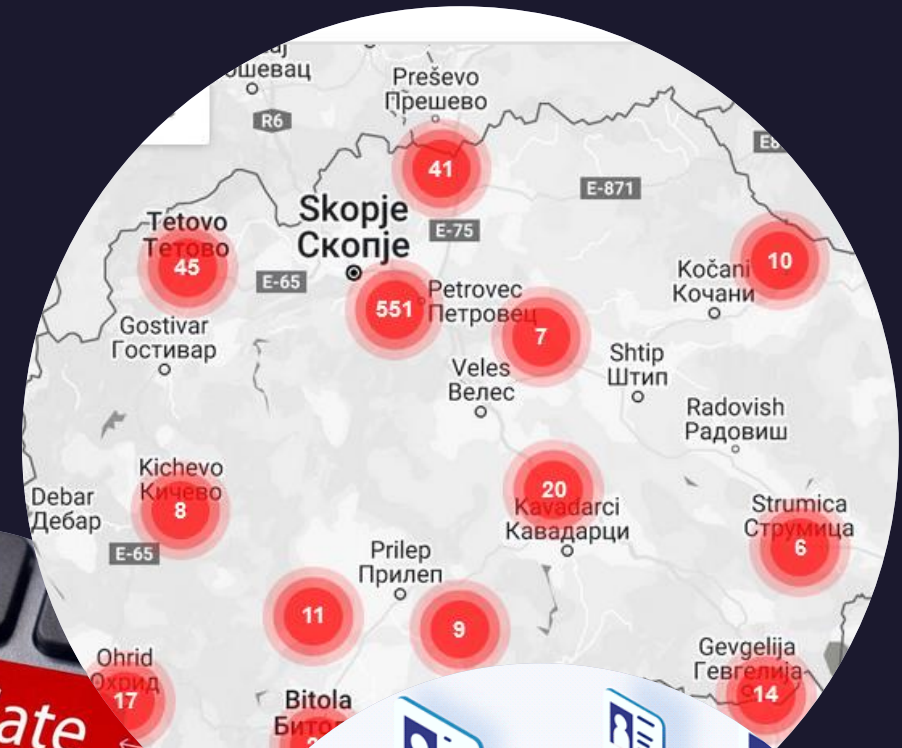 ошевац
Preševo
Прешево
R6
41
E-871
Tetovo
Тетово
45
Skopje
Скопје
E-75
E-65
10
Kočani
Кочани
551
Petrovec
Петровец
7
Gostivar
Гостивар
Veles
Велес
Shtip
Штип
Radovish
Радовиш
Kichevo
Кичево
8
Debar
Дебар
E-65
20
Kavadarci
Кавадарци
Strumica
Струмица
6
Prilep
Прилеп
11
9
Ohrid
Охрид
17
Gevgelija
Гевгелија
14
Bitola
ate